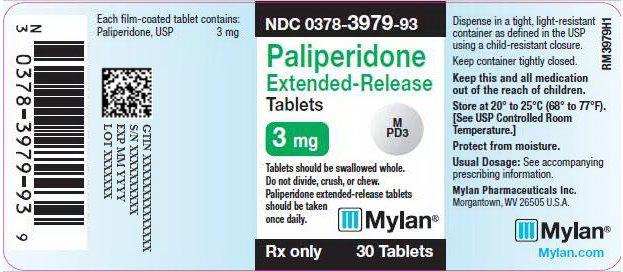 N
3 0378-3979-93 9
Each film-coated tablet contains:
Paliperidone, USP 3 mg
GTIN XXXXXXXXXXXXXX
S/N XXXXXXXXXX
EXP MM YYYY
LOT XXXXXX
NDC 0378-3979-93
Paliperidone
Extended-Release
Tablets
3 mg
M
PD3
Tablets should be swallowed whole.
Do not divide, crush, or chew.
Paliperidone extended-release tablets
should be taken
once daily.
Mylan®
Rx only 30 Tablets
Dispense in a tight, light-resistant
container as defined in the USP
using a child-resistant closure.
Keep container tightly closed.
Keep this and all medication
out of the reach of children.
Store at 20° to 25°C (68° to 77°F).
[See USP Controlled Room
Temperature.]
Protect from moisture.
Usual Dosage: See accompanying
prescribing information.
Mylan Pharmaceuticals Inc.
Morgantown, WV 26505 U.S.A.
Mylan®
Mylan.com
RM3979H1